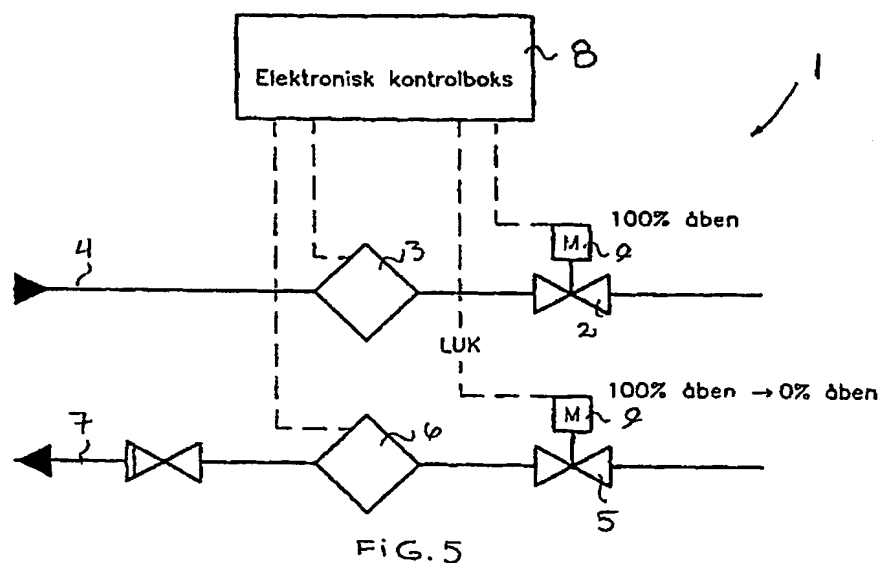 8
1
Elektronisk kontrolboks
100% åben
4
3
M
9
2
LUK
100% åben → 0% åben
7
6
M
9
5
FiG.5